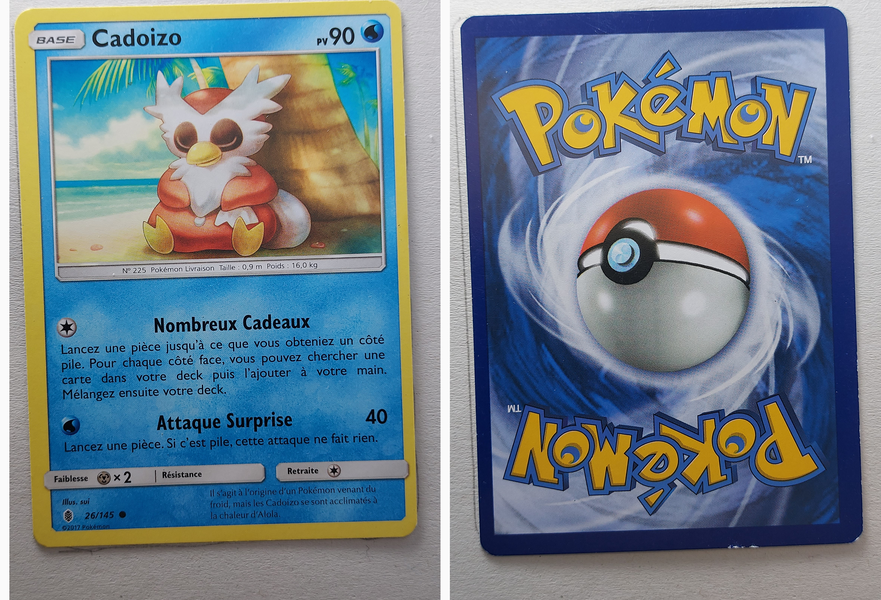 BASE Cadoizo PV 90
N° 225 Pokémon Livraison Taille : 0,9 m Poids : 16,0 kg
Nombreux Cadeaux
Lancez une pièce jusqu'à ce que vous obteniez un côté
pile. Pour chaque côté face, vous pouvez chercher une
carte dans votre deck puis l'ajouter à votre main.
Mélangez ensuite votre deck.
Attaque Surprise 40
Lancez une pièce. Si c'est pile, cette attaque ne fait rien.
Faiblesse × 2 Résistance Retraite
Illus. sui
26/145
©2017 Pokémon
Il s'agit à l'origine d'un Pokémon venant du
froid, mais les Cadoizo se sont acclimatés à
la chaleur d'Alola.
POKéMON
TM
TM
POKéMON